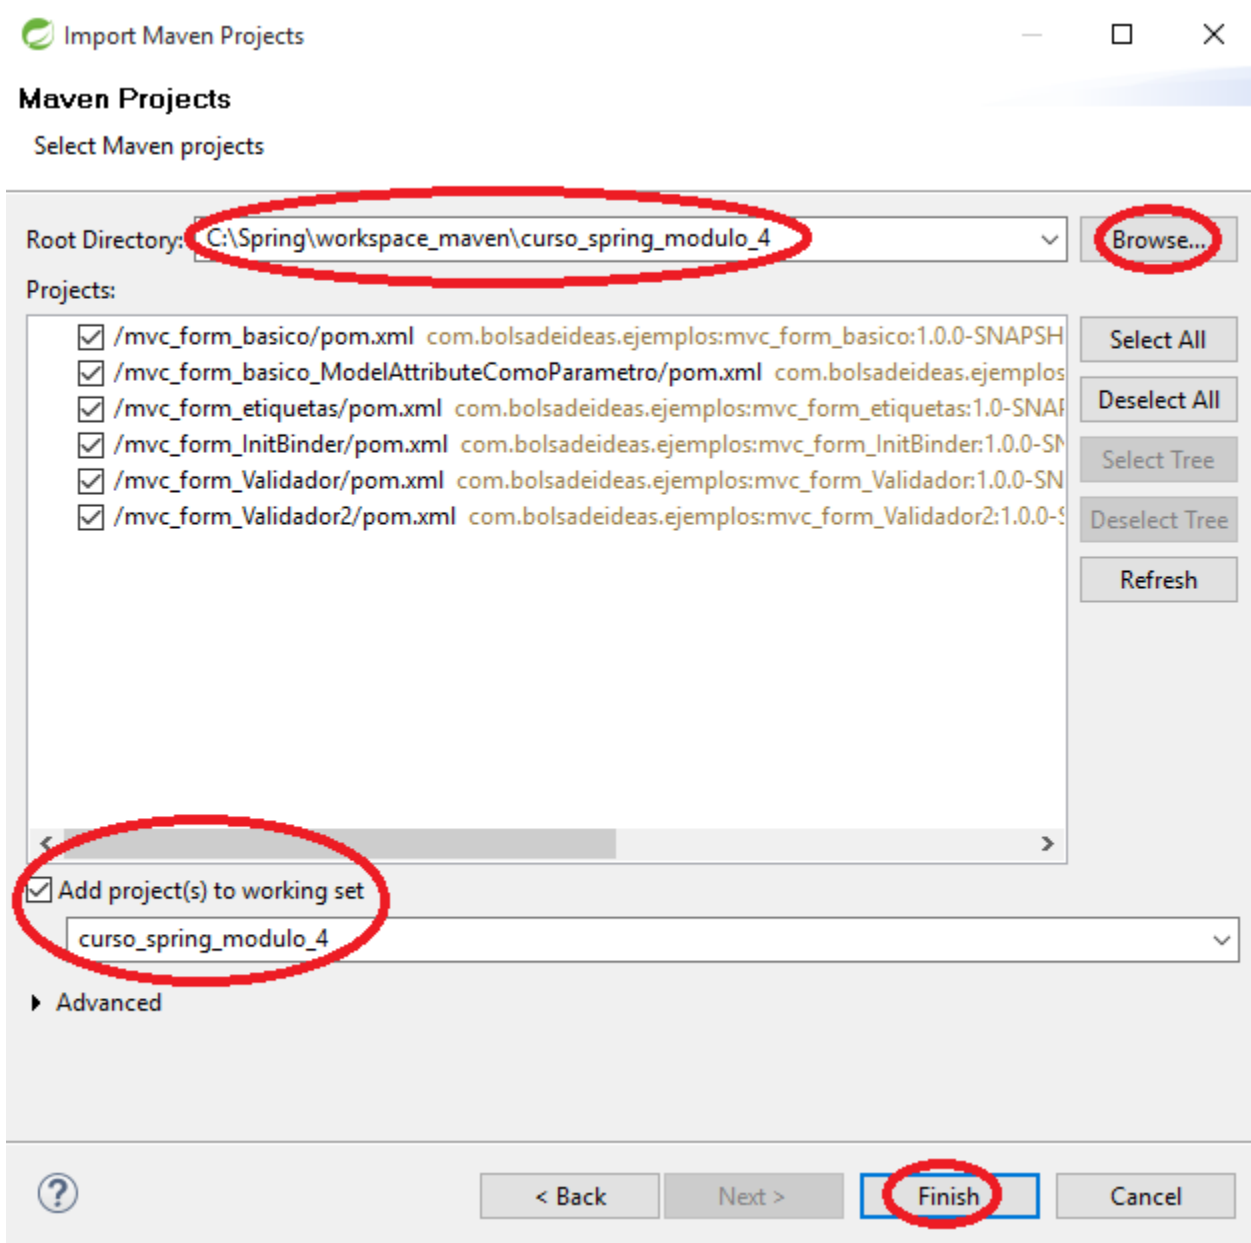 Import Maven Projects
Maven Projects
Select Maven projects
Root Directory: C:\Spring\workspace_maven\curso_spring_modulo_4 Browse...
Projects:
/mvc_form_basico/pom.xml com.bolsadeideas.ejemplos:mvc_form_basico:1.0.0-SNAPSH
Select All
/mvc_form_basico_ModelAttributeComoParametro/pom.xml com.bolsadeideas.ejemplos
/mvc_form_etiquetas/pom.xml com.bolsadeideas.ejemplos:mvc_form_etiquetas:1.0-SNAP
Deselect All
/mvc_form_InitBinder/pom.xml com.bolsadeideas.ejemplos:mvc_form_InitBinder:1.0.0-SN
Select Tree
/mvc_form_Validador/pom.xml com.bolsadeideas.ejemplos:mvc_form_Validador:1.0.0-SN
/mvc_form_Validador2/pom.xml com.bolsadeideas.ejemplos:mvc_form_Validador2:1.0.0-S
Deselect Tree
Refresh
Add project(s) to working set
curso_spring_modulo_4
Advanced
? < Back Next > Finish Cancel